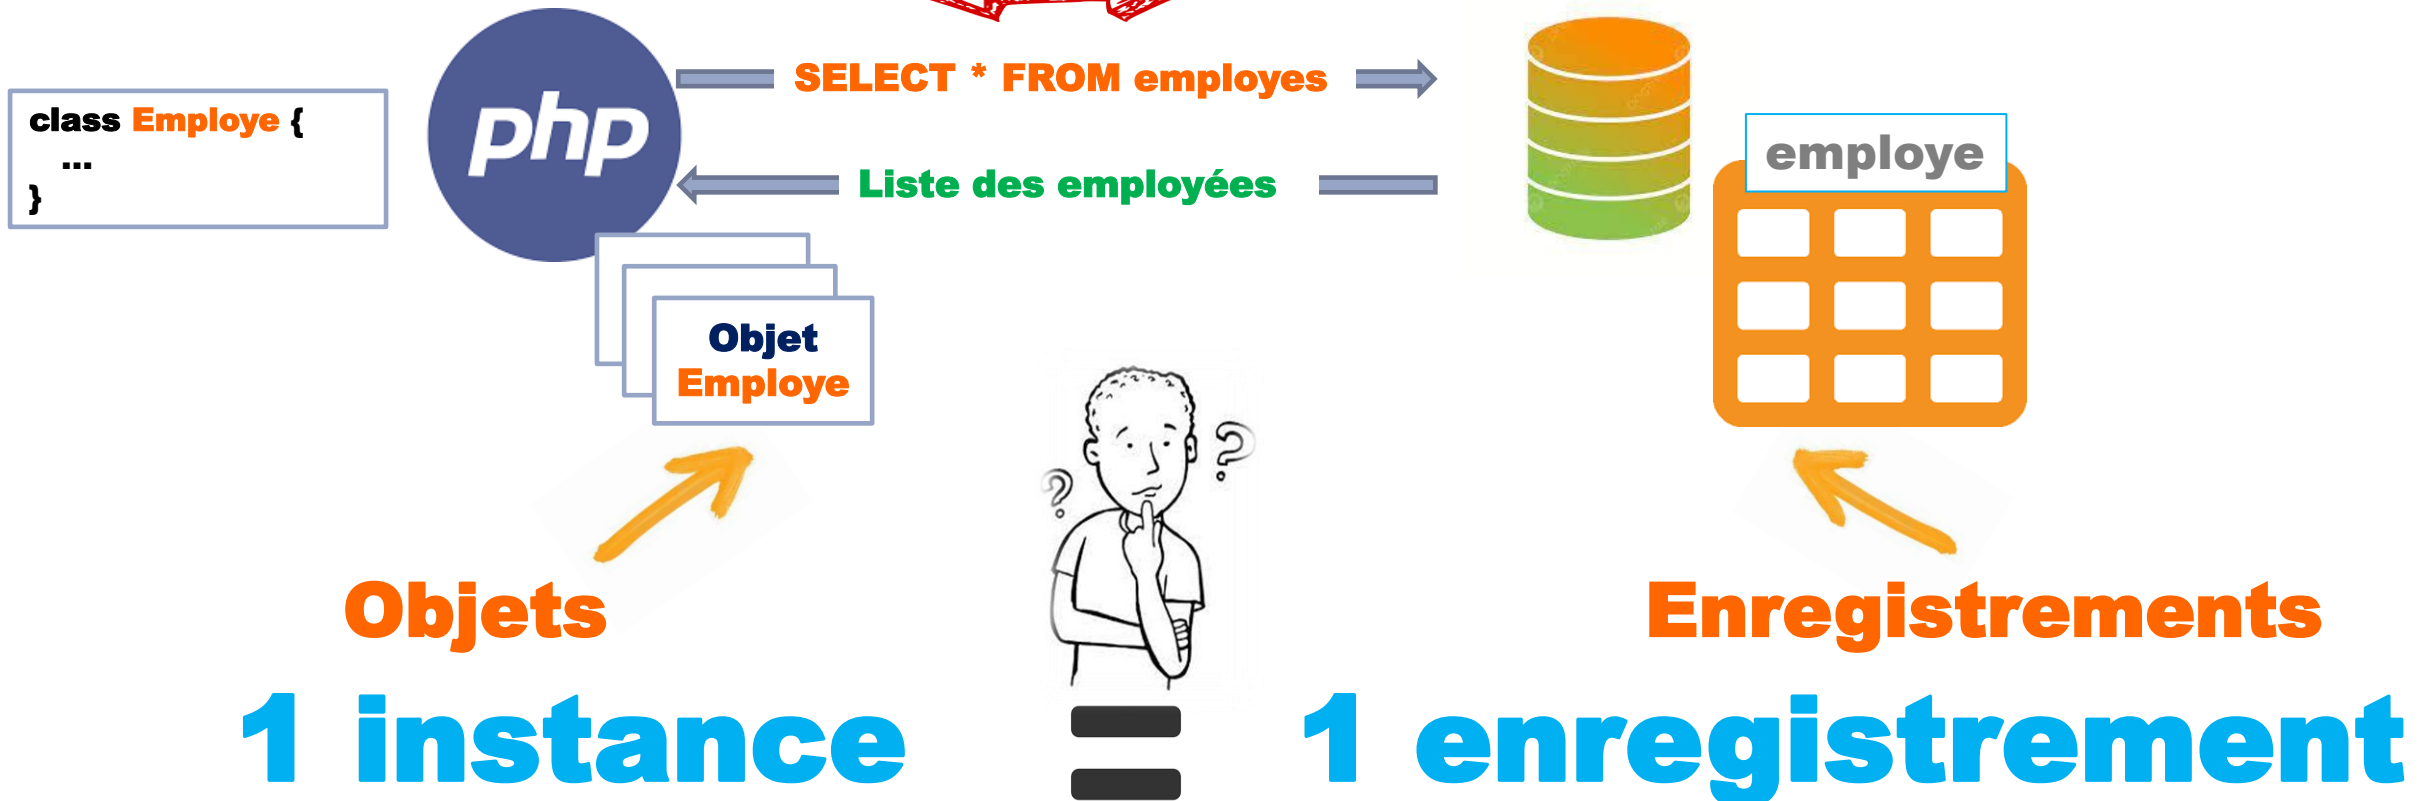 SELECT * FROM employes
class Employe {
...
}
php
employe
Liste des employées
Objet
Employe
?
?
Objets
Enregistrements
1 instance = 1 enregistrement